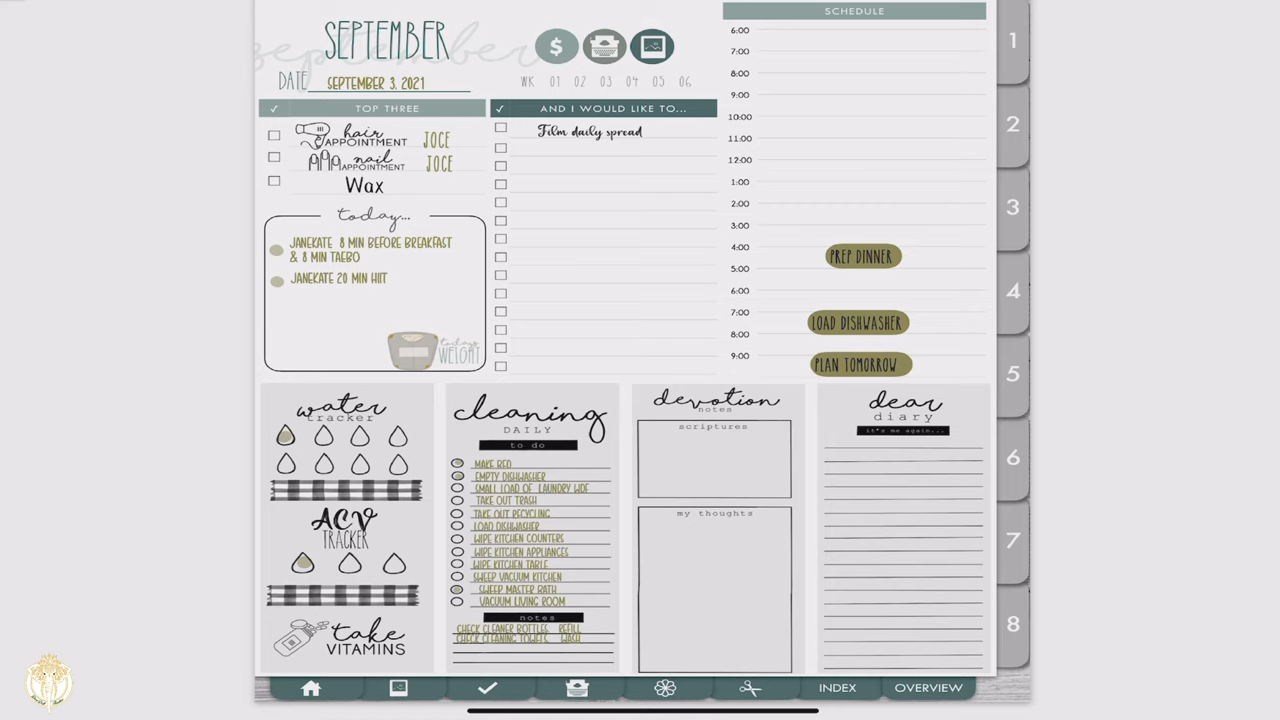 SEPTEMBER
september
DATE SEPTEMBER 3, 2021
$
WK 01 02 03 04 05 06
✓ TOP THREE
hair APPOINTMENT JOCE
nail APPOINTMENT JOCE
Wax
today...
JANEKATE 8 MIN BEFORE BREAKFAST
& 8 MIN TAEBO
JANEKATE 20 MIN HIIT
today's
WEIGHT
✓ AND I WOULD LIKE TO...
Film daily spread
SCHEDULE
6:00
7:00
8:00
9:00
10:00
11:00
12:00
1:00
2:00
3:00
4:00
PREP DINNER
5:00
6:00
7:00
LOAD DISHWASHER
8:00
9:00
PLAN TOMORROW
water
tracker
ACV
TRACKER
take
VITAMINS
cleaning
DAILY
to do
MAKE BED
EMPTY DISHWASHER
SMALL LOAD OF LAUNDRY WDF
TAKE OUT TRASH
TAKE OUT RECYCLING
LOAD DISHWASHER
WIPE KITCHEN COUNTERS
WIPE KITCHEN APPLIANCES
WIPE KITCHEN TABLE
SWEEP VACUUM KITCHEN
SWEEP MASTER BATH
VACUUM LIVING ROOM
notes
CHECK CLEANER BOTTLES REFILL
CHECK CLEANING TOWELS WASH
devotion
notes
scriptures
my thoughts
dear
diary
it's me again...
1
2
3
4
5
6
7
8
INDEX
OVERVIEW